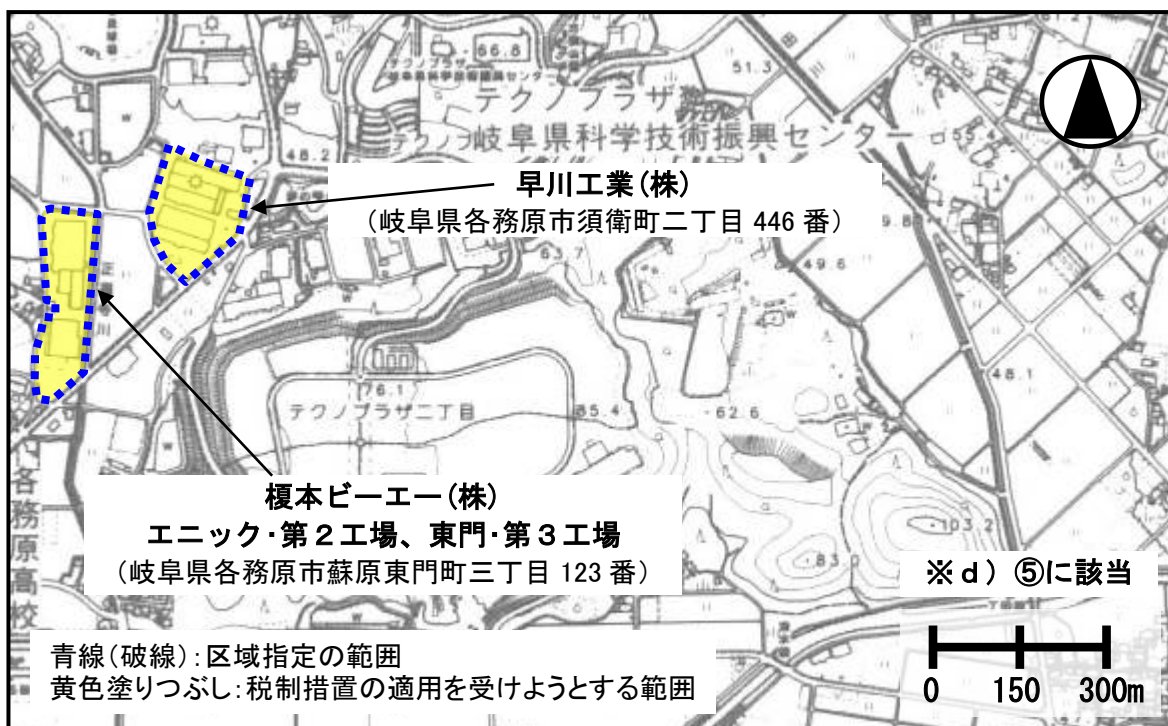 66.8
51.3
テクノプラザ
岐阜県科学技術振興センター
テクノ
55.4
48.2
早川工業(株)
(岐阜県各務原市須衛町二丁目 446 番)
9.8
63.7
49.6
76.1
テクノプラザ二丁目
85.4
62.6
48.1
榎本ビーエー(株)
エニック・第2工場、東門・第3工場
(岐阜県各務原市蘇原東門町三丁目 123 番)
各務原高校
103.2
83.0
※d) ⑤に該当
青線(破線):区域指定の範囲
黄色塗りつぶし:税制措置の適用を受けようとする範囲
0 150 300m